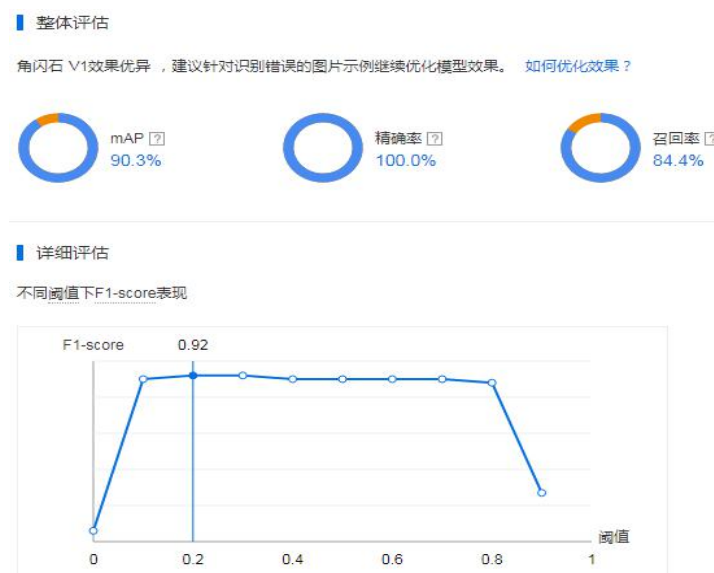 整体评估
角闪石 V1效果优异 ，建议针对识别错误的图片示例继续优化模型效果。 如何优化效果？
mAP ?
90.3%
精确率 ?
100.0%
召回率 ?
84.4%
详细评估
不同阈值下F1-score表现
F1-score 0.92
阈值
0 0.2 0.4 0.6 0.8 1